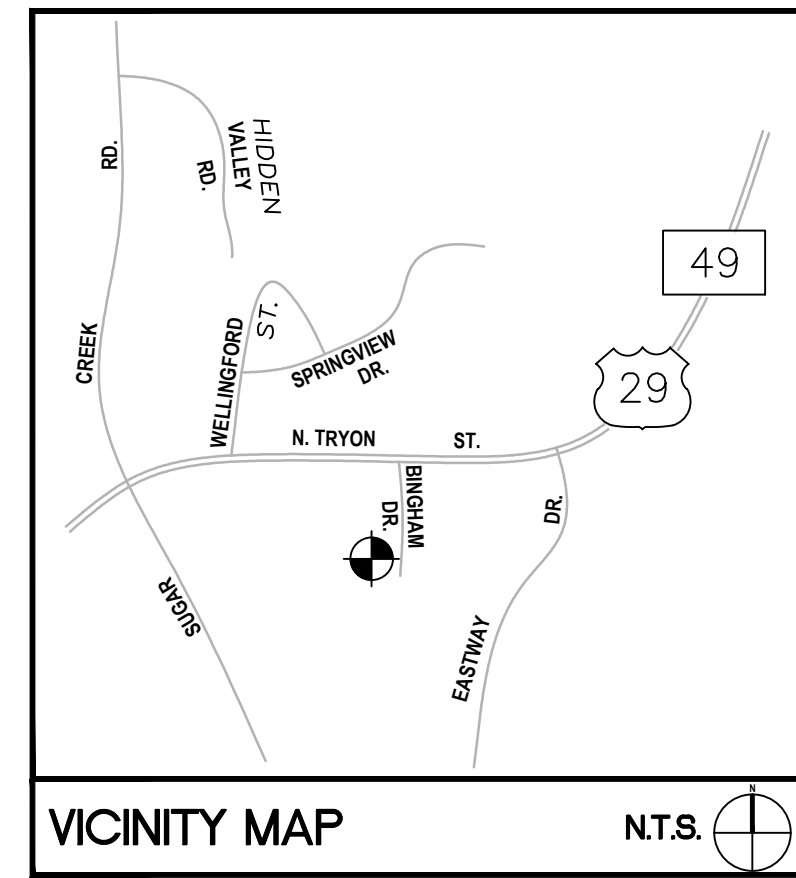 HIDDEN
VALLEY
RD.
RD.
CREEK
SUGAR
WELLINGFORD
ST.
SPRINGVIEW
DR.
49
29
N. TRYON ST.
BINGHAM
DR.
DR.
EASTWAY
VICINITY MAP
N.T.S.
N